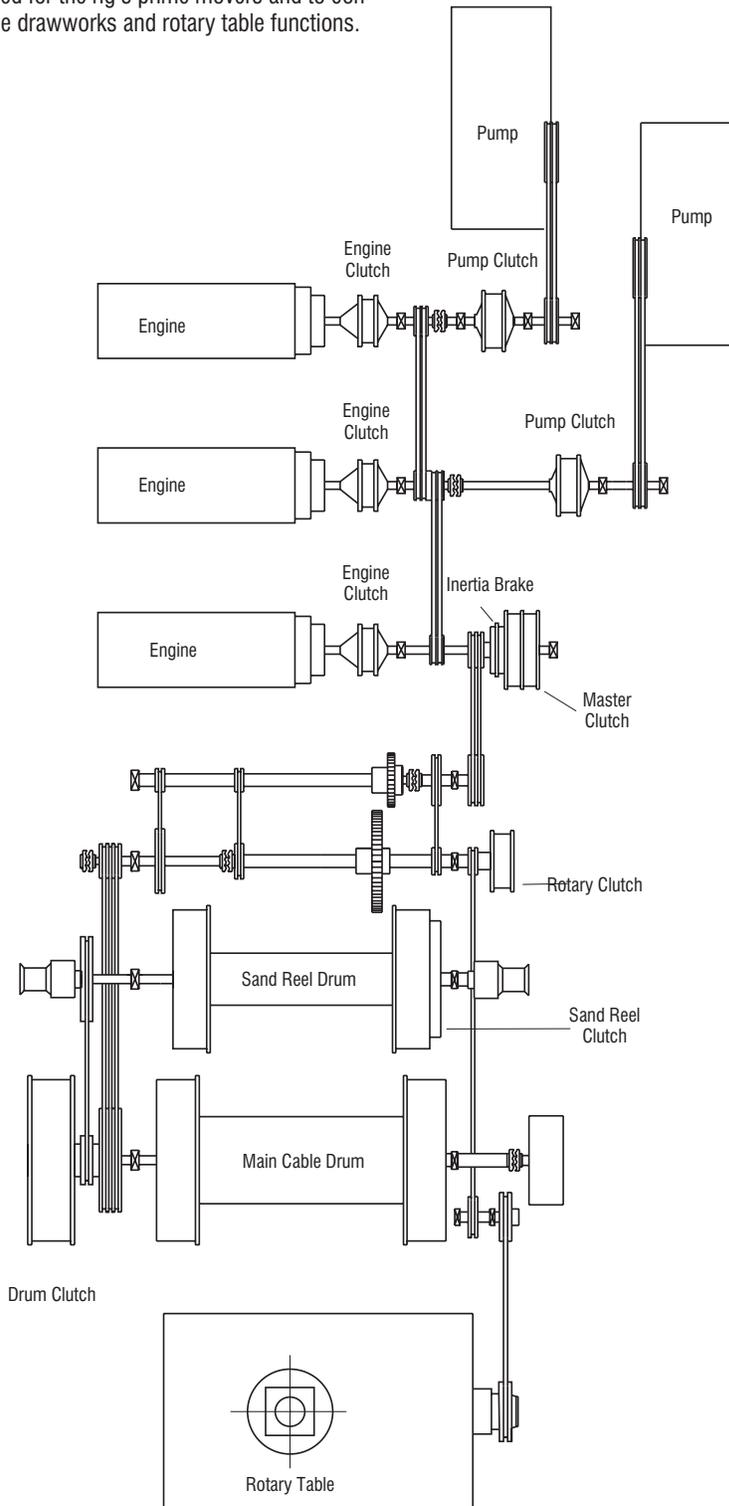 ed for the rig's prime movers and to con-
e drawworks and rotary table functions.
Pump
Pump
Engine
Clutch
Pump Clutch
Engine
Engine
Clutch
Pump Clutch
Engine
Engine
Clutch
Inertia Brake
Engine
Master
Clutch
Rotary Clutch
Sand Reel Drum
Sand Reel
Clutch
Main Cable Drum
Drum Clutch
Rotary Table